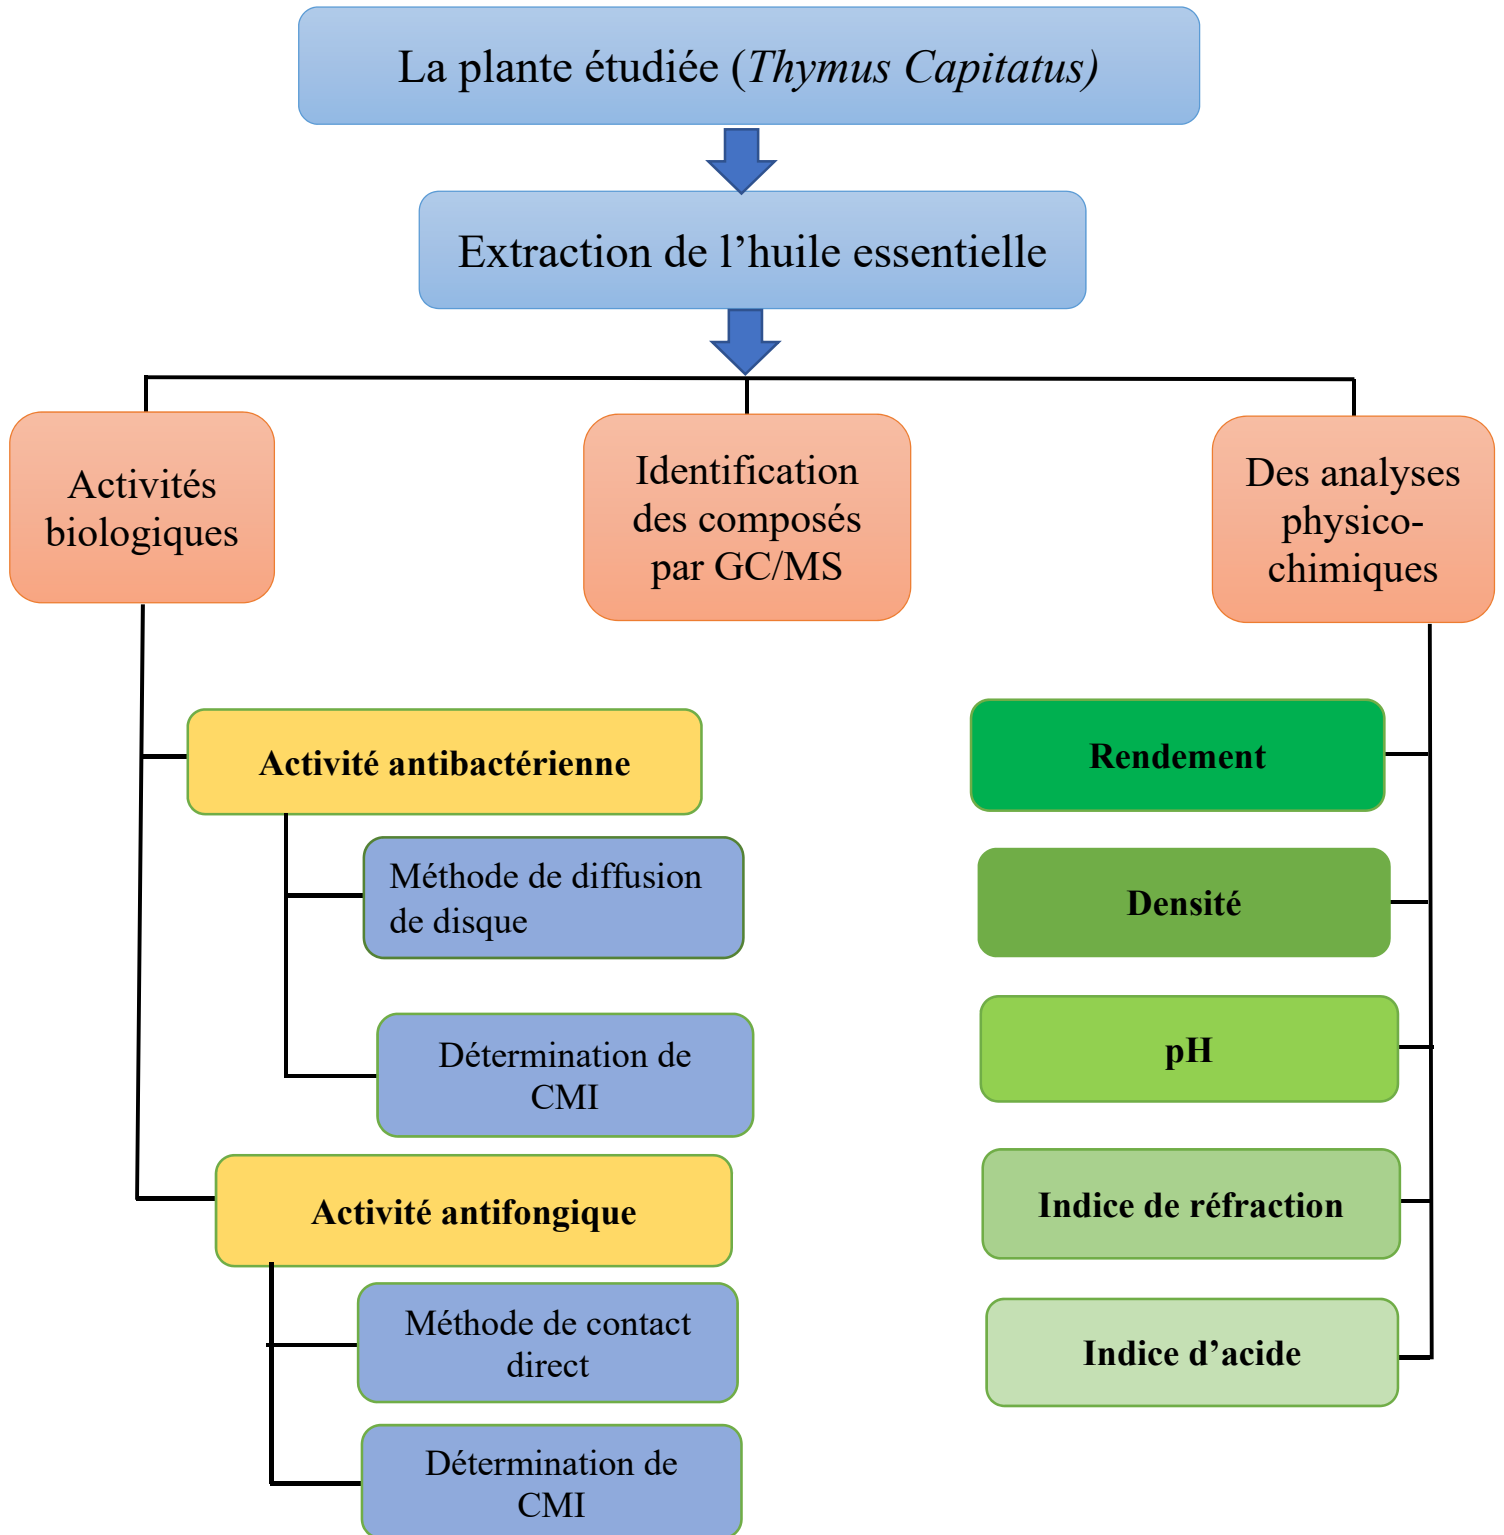 La plante étudiée (Thymus Capitatus)
Extraction de l’huile essentielle
Activités
biologiques
Identification
des composés
par GC/MS
Des analyses
physico-
chimiques
Activité antibactérienne
Méthode de diffusion
de disque
Détermination de
CMI
Activité antifongique
Méthode de contact
direct
Détermination de
CMI
Rendement
Densité
pH
Indice de réfraction
Indice d’acide